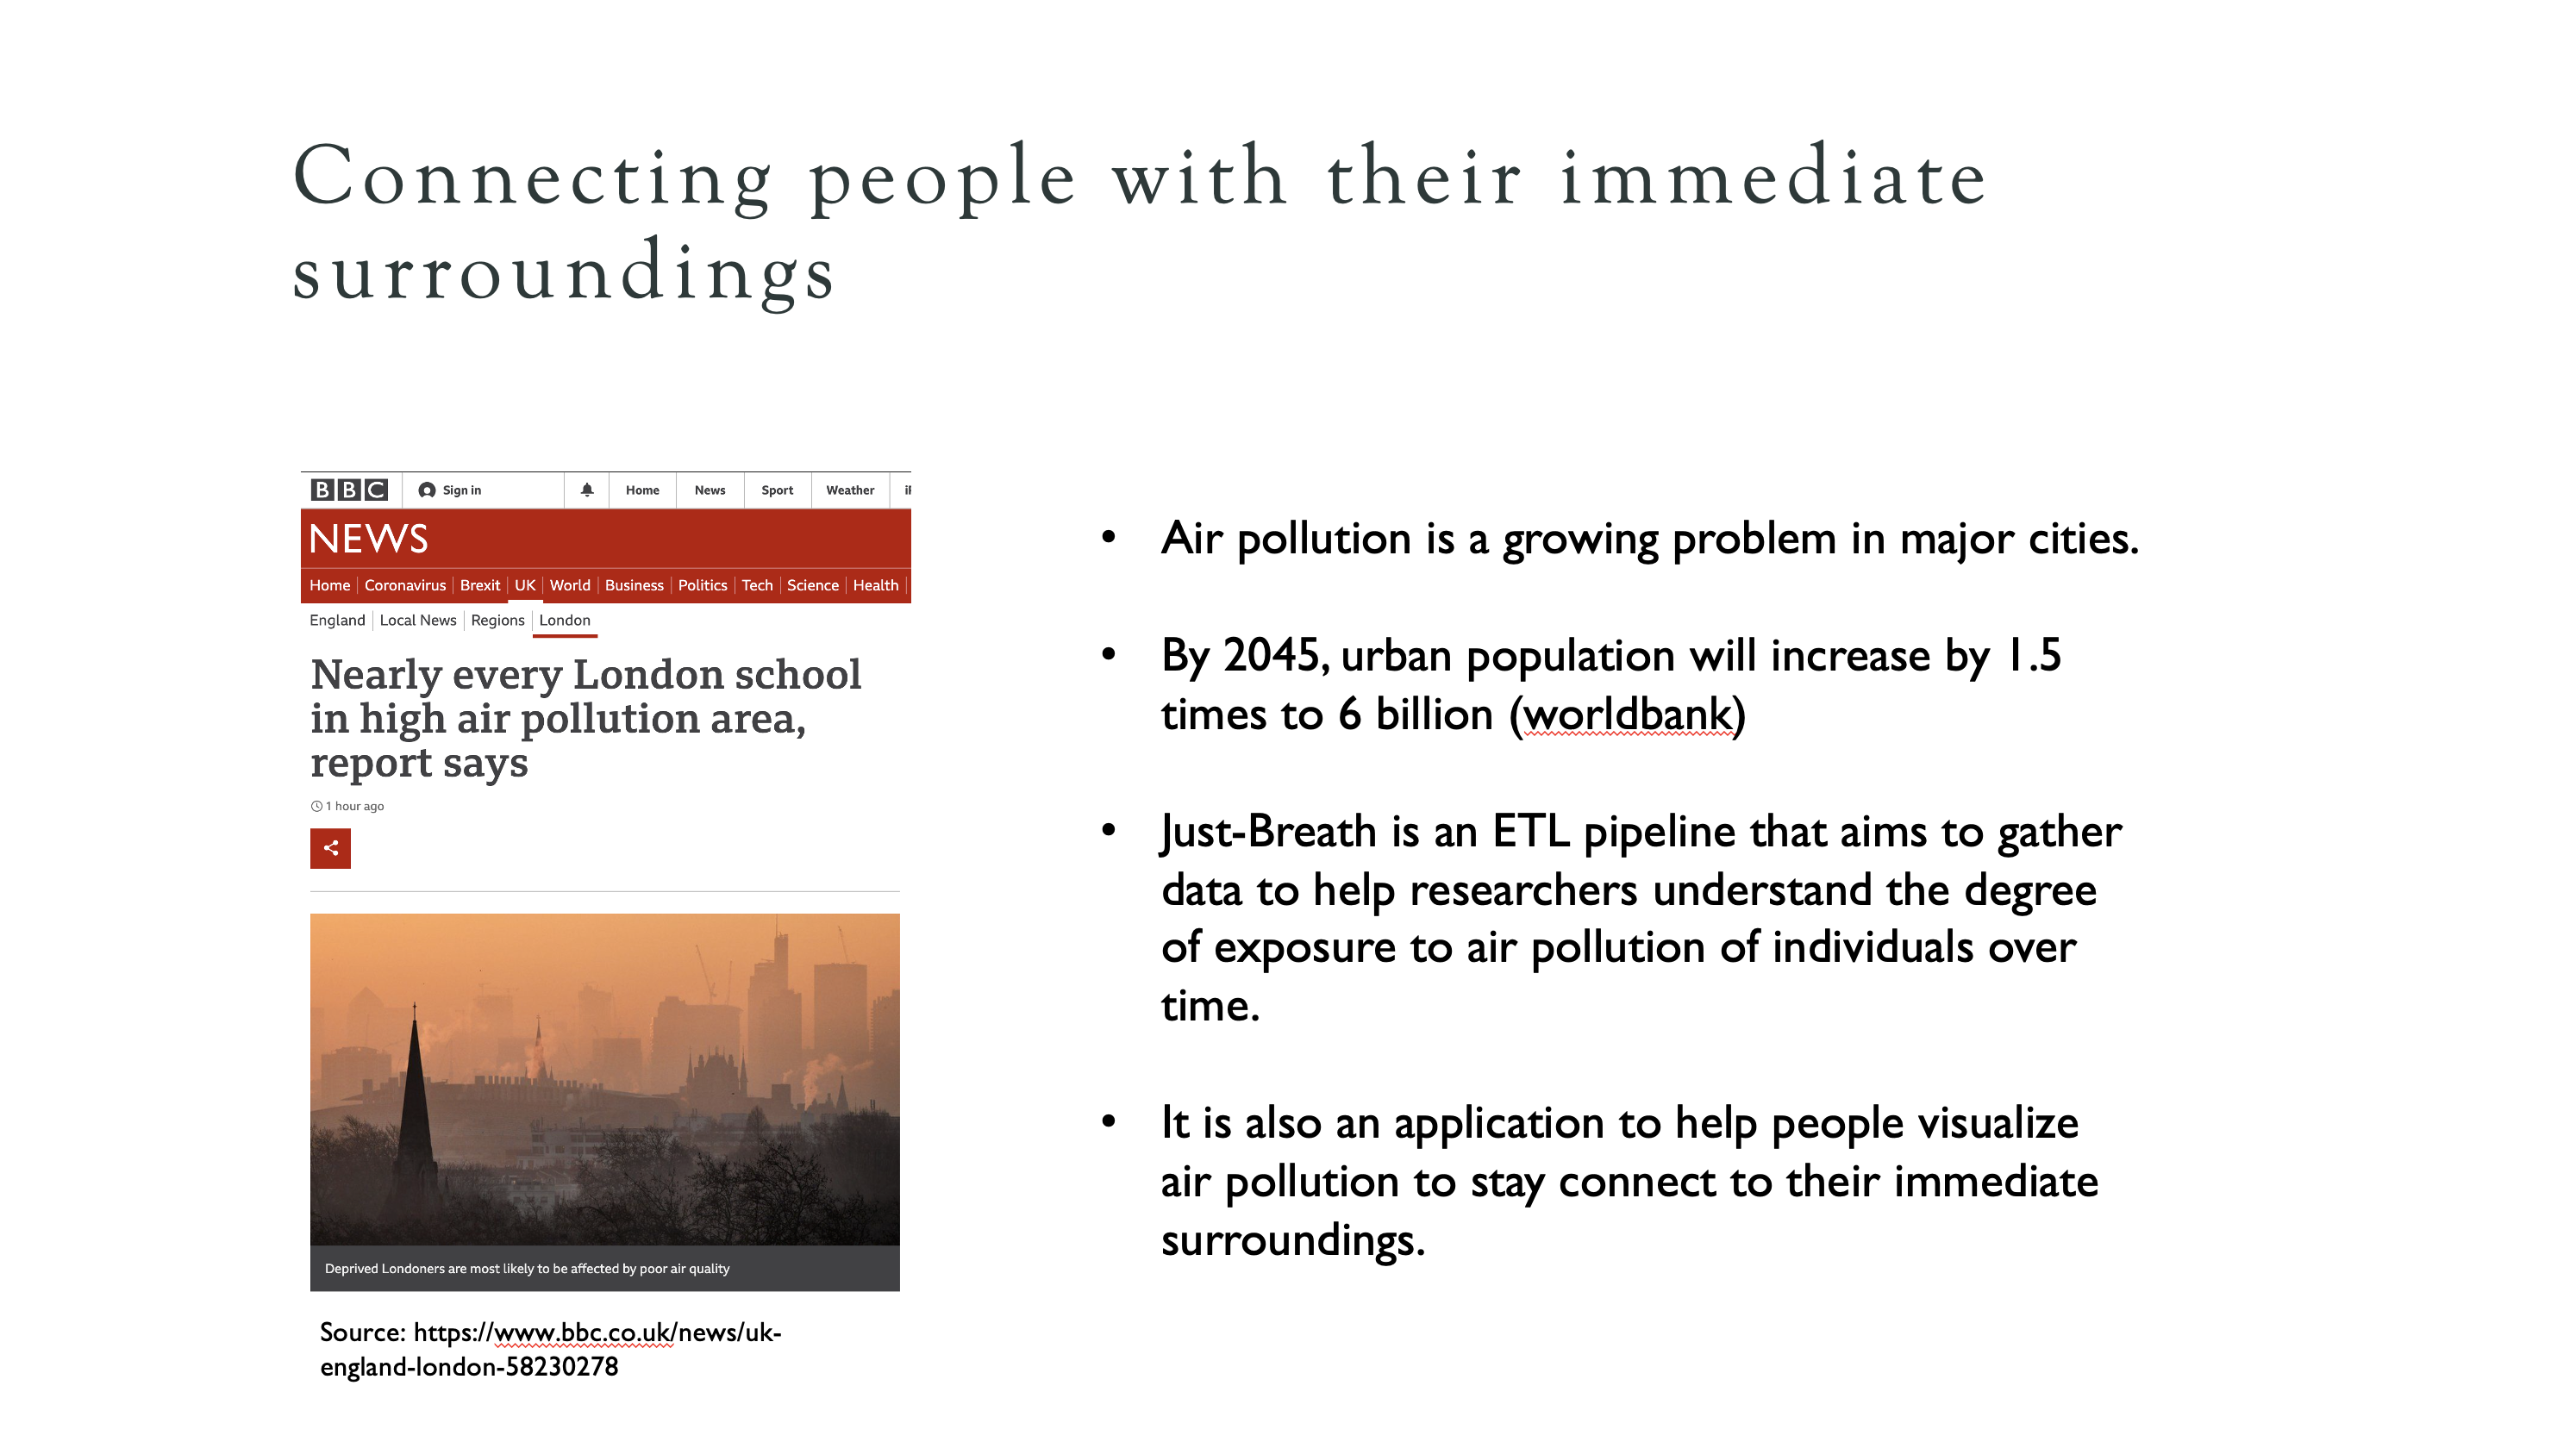 Connecting people with their immediate
surroundings
BBC Sign in Home News Sport Weather
NEWS
Home Coronavirus Brexit UK World Business Politics Tech Science Health
England Local News Regions London
Nearly every London school
in high air pollution area,
report says
1 hour ago
Deprived Londoners are most likely to be affected by poor air quality
Source: https://www.bbc.co.uk/news/uk-
england-london-58230278
• Air pollution is a growing problem in major cities.
• By 2045, urban population will increase by 1.5
times to 6 billion (worldbank)
• Just-Breath is an ETL pipeline that aims to gather
data to help researchers understand the degree
of exposure to air pollution of individuals over
time.
• It is also an application to help people visualize
air pollution to stay connect to their immediate
surroundings.